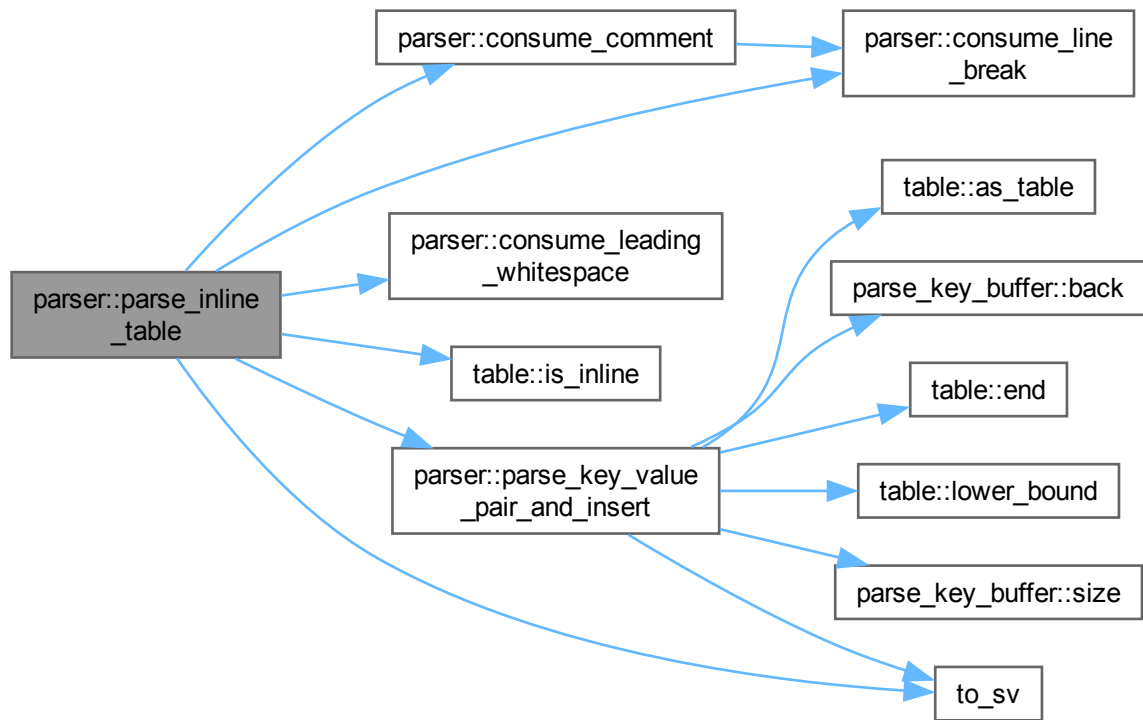 parser::consume_comment
parser::consume_line
_break
table::as_table
parser::consume_leading
_whitespace
parse_key_buffer::back
parser::parse_inline
_table
table::is_inline
table::end
parser::parse_key_value
_pair_and_insert
table::lower_bound
parse_key_buffer::size
to_sv